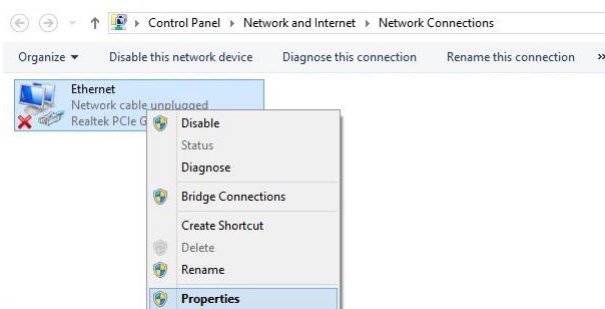 Control Panel Network and Internet Network Connections
Organize Disable this network device Diagnose this connection Rename this connection »
Ethernet
Network cable unplugged
Realtek PCIe G
Disable
Status
Diagnose
Bridge Connections
Create Shortcut
Delete
Rename
Properties